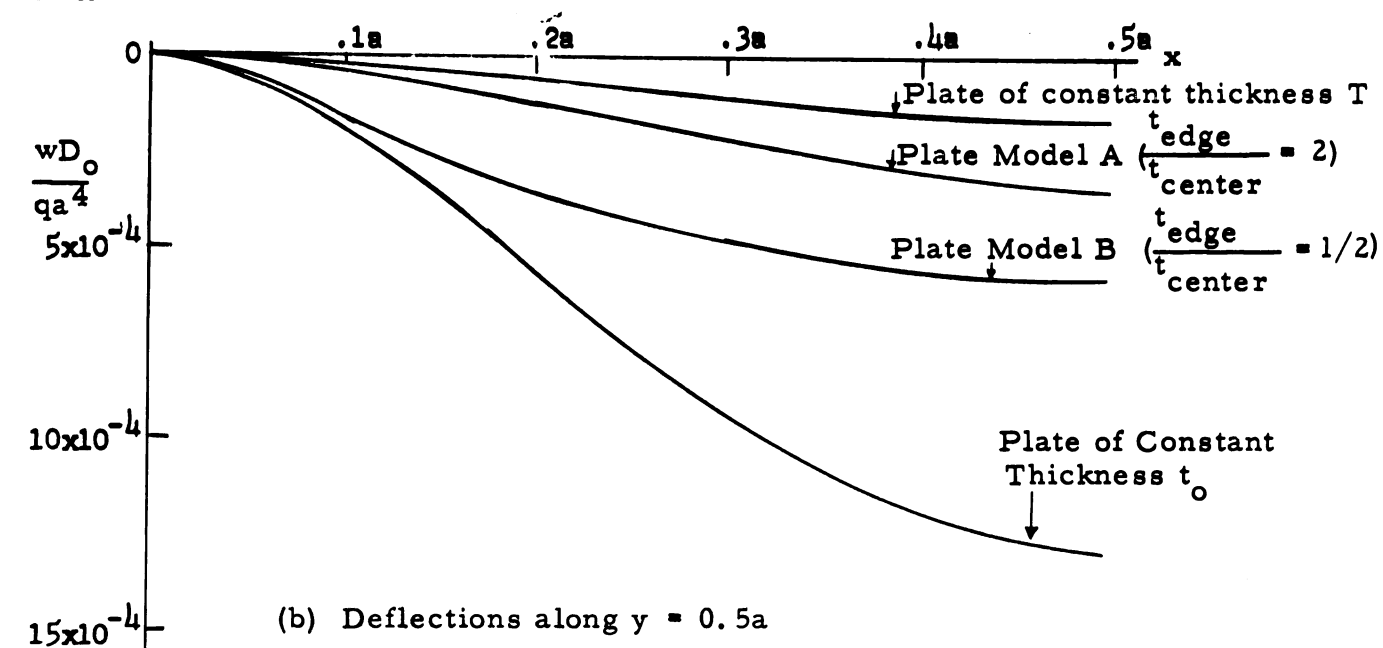 .1a .2a .3a .4a .5a x
0
Plate of constant thickness T
wD_o / qa^4
Plate Model A (t_edge / t_center = 2)
5x10^-4
Plate Model B (t_edge / t_center = 1/2)
10x10^-4
Plate of Constant
Thickness t_o
15x10^-4
(b) Deflections along y = 0.5a